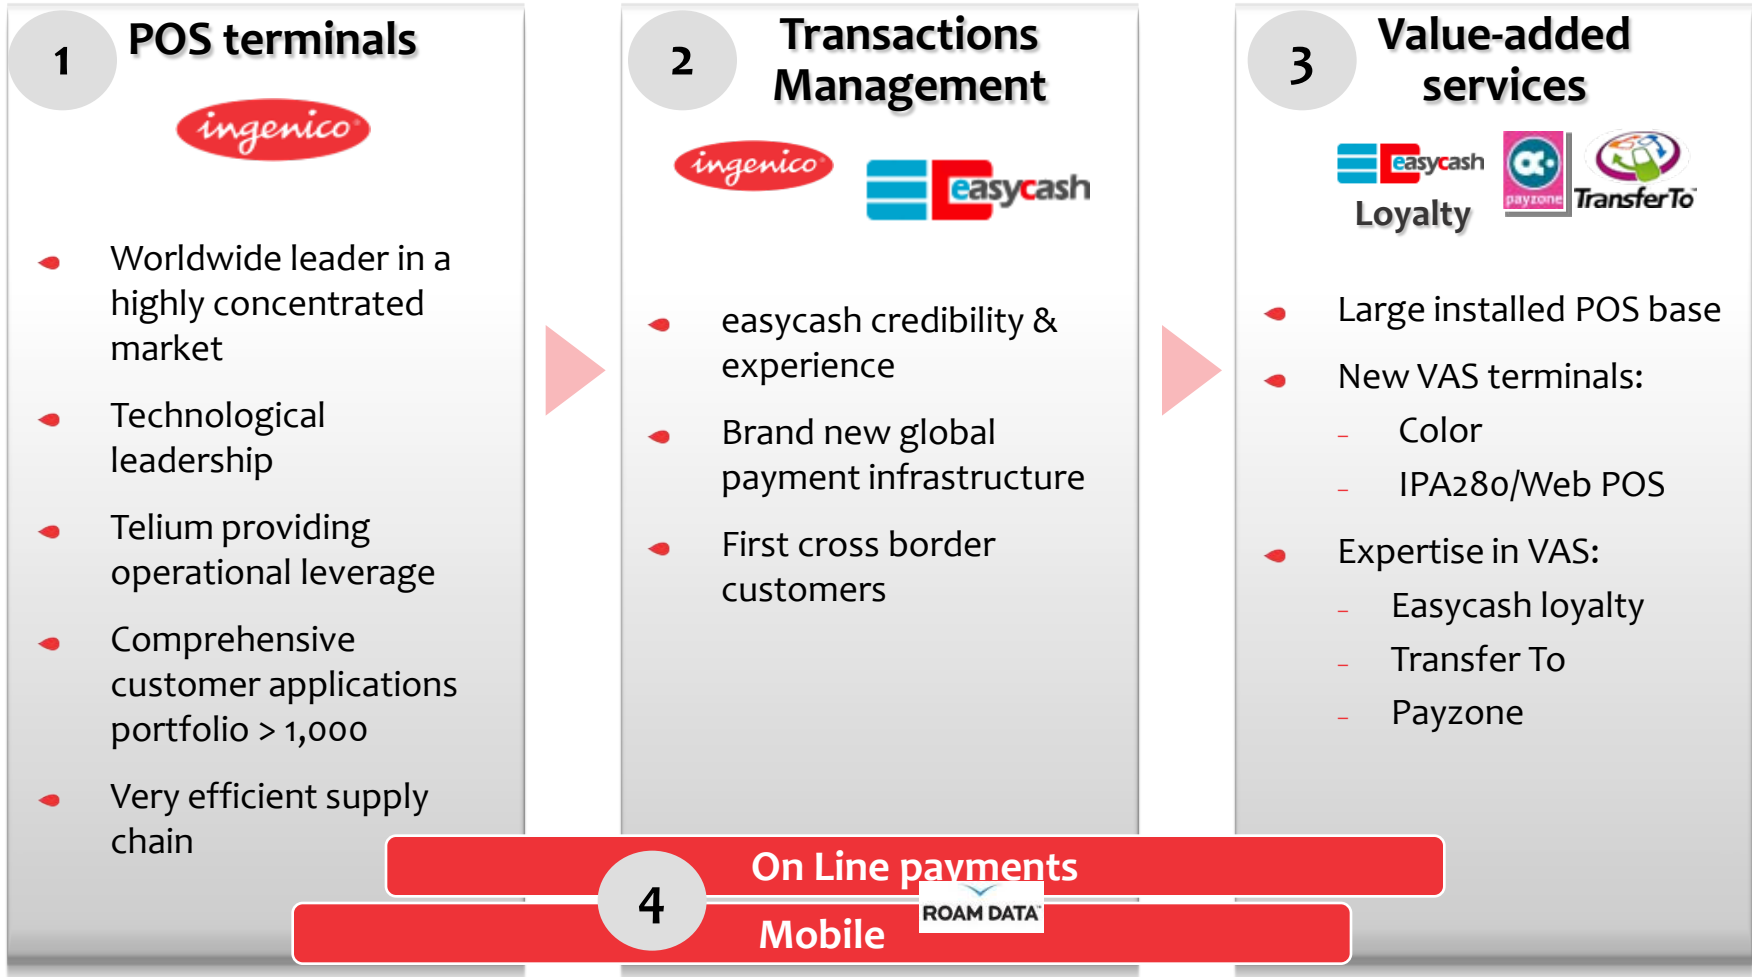 1
POS terminals
ingenico
Worldwide leader in a
highly concentrated
market
Technological
leadership
Telium providing
operational leverage
Comprehensive
customer applications
portfolio > 1,000
Very efficient supply
chain
2
Transactions
Management
ingenico
easycash
easycash credibility &
experience
Brand new global
payment infrastructure
First cross border
customers
3
Value-added
services
easycash
Loyalty
payzone
TransferTo
Large installed POS base
New VAS terminals:
– Color
– IPA280/Web POS
Expertise in VAS:
– Easycash loyalty
– Transfer To
– Payzone
4
On Line payments
ROAM DATA™
Mobile